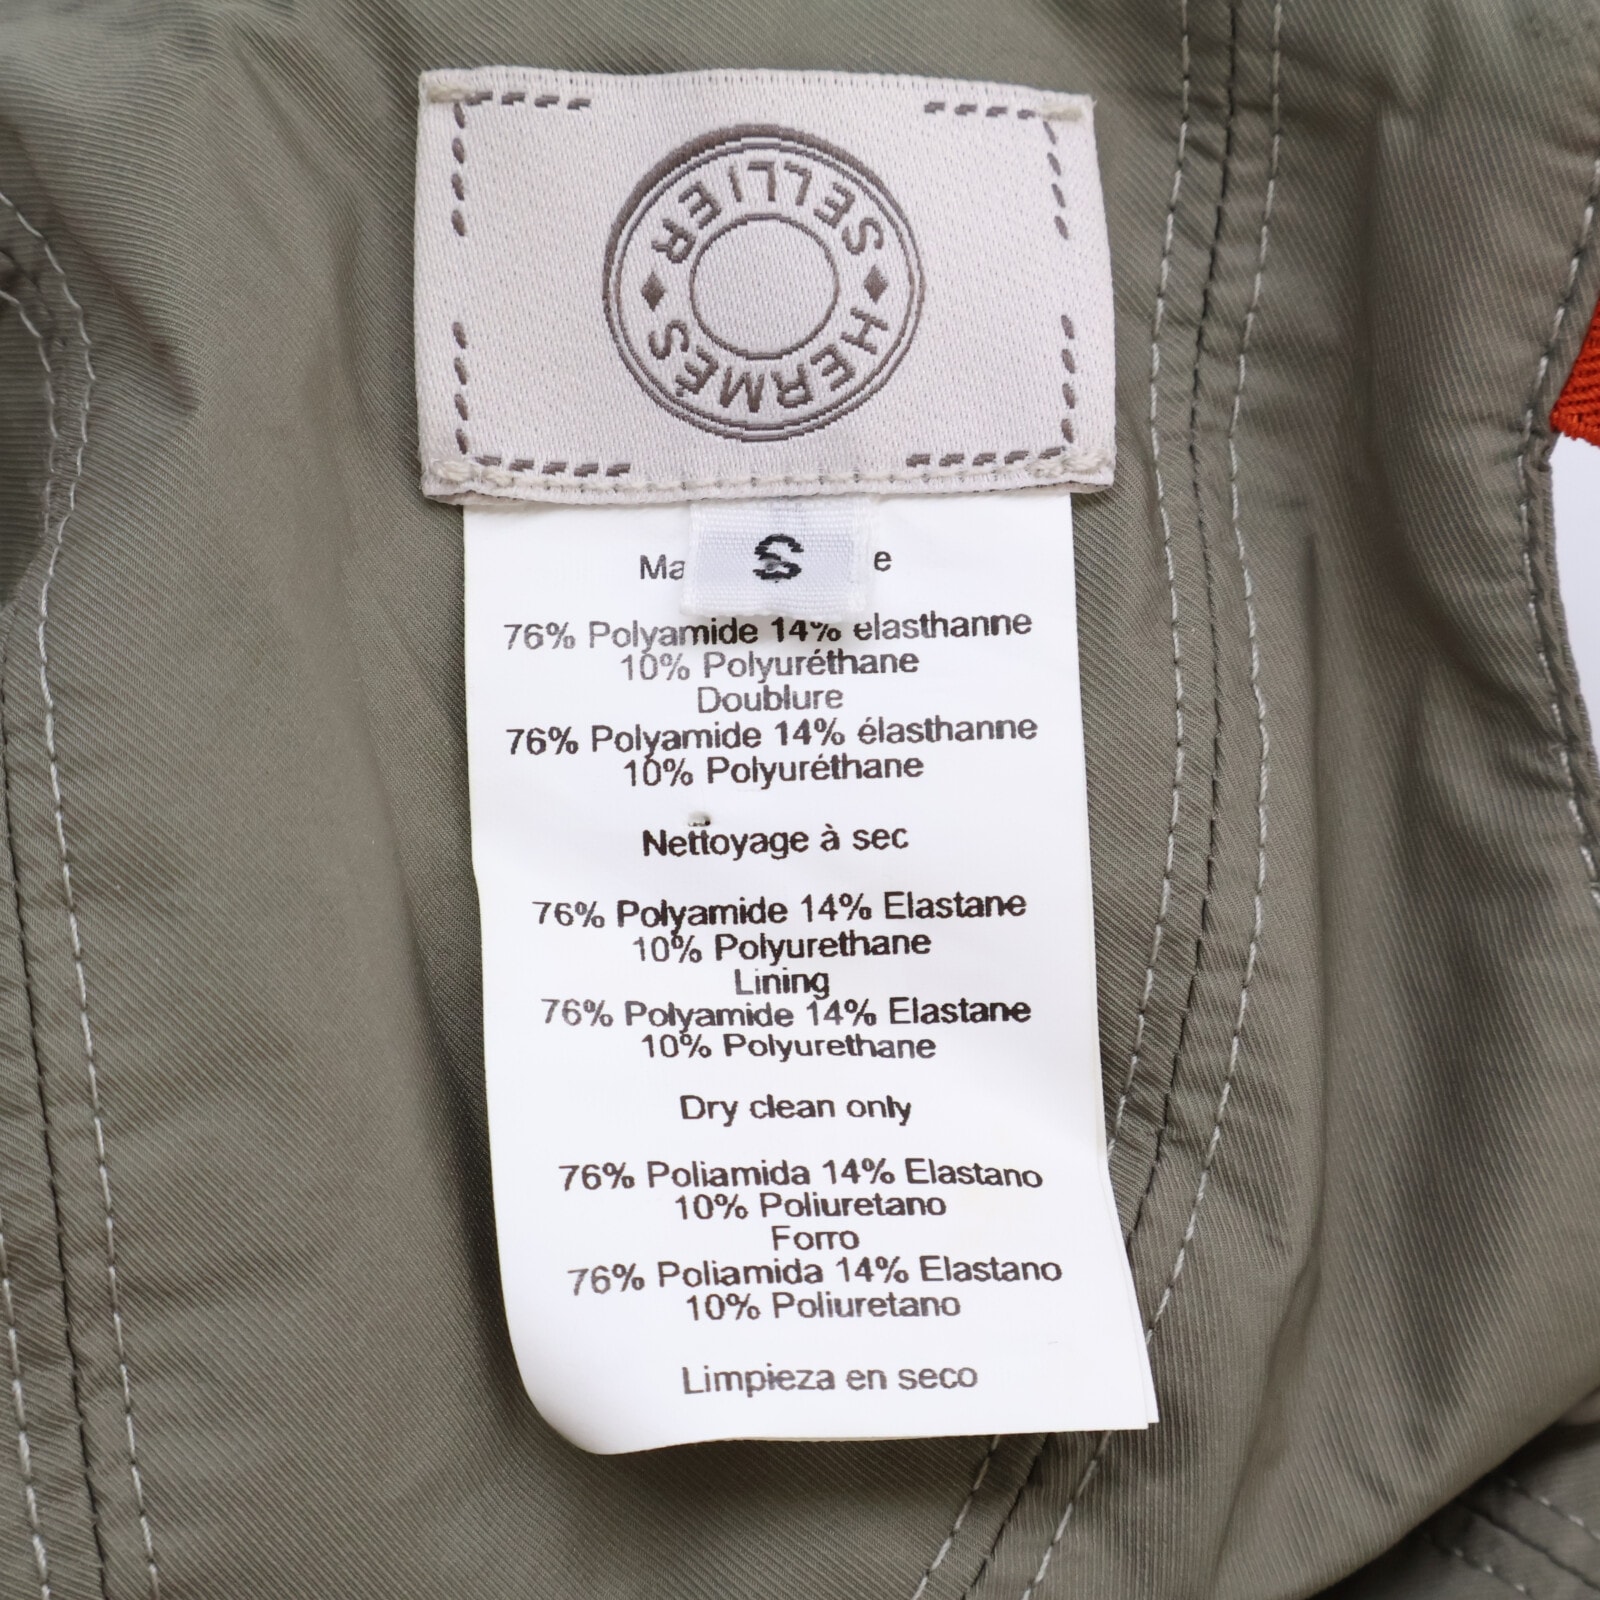 HERMÈS
SELLIER
S
76% Polyamide 14% élasthanne
10% Polyuréthane
Doublure
76% Polyamide 14% élasthanne
10% Polyuréthane
Nettoyage à sec
76% Polyamide 14% Elastane
10% Polyurethane
Lining
76% Polyamide 14% Elastane
10% Polyurethane
Dry clean only
76% Poliamida 14% Elastano
10% Poliuretano
Forro
76% Poliamida 14% Elastano
10% Poliuretano
Limpieza en seco